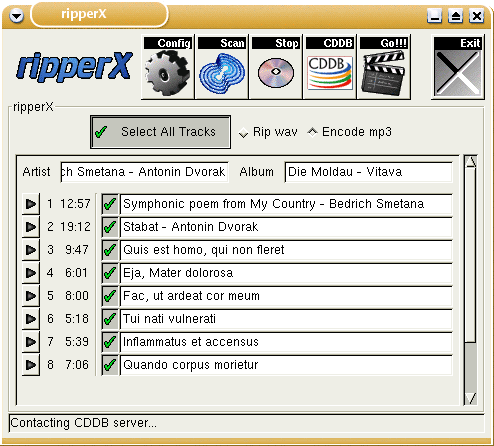 ripperX
Config Scan Stop CDDB Go!!! Exit
ripperX
CDDB
ripperX
Select All Tracks Rip wav Encode mp3
Artist ch Smetana - Antonin Dvorak Album Die Moldau - Vitava
1 12:57 Symphonic poem from My Country - Bedrich Smetana
2 19:12 Stabat - Antonin Dvorak
3 9:47 Quis est homo, qui non fleret
4 6:01 Eja, Mater dolorosa
5 8:00 Fac, ut ardeat cor meum
6 5:18 Tui nati vulnerati
7 5:39 Inflammatus et accensus
8 7:06 Quando corpus morietur
Contacting CDDB server...